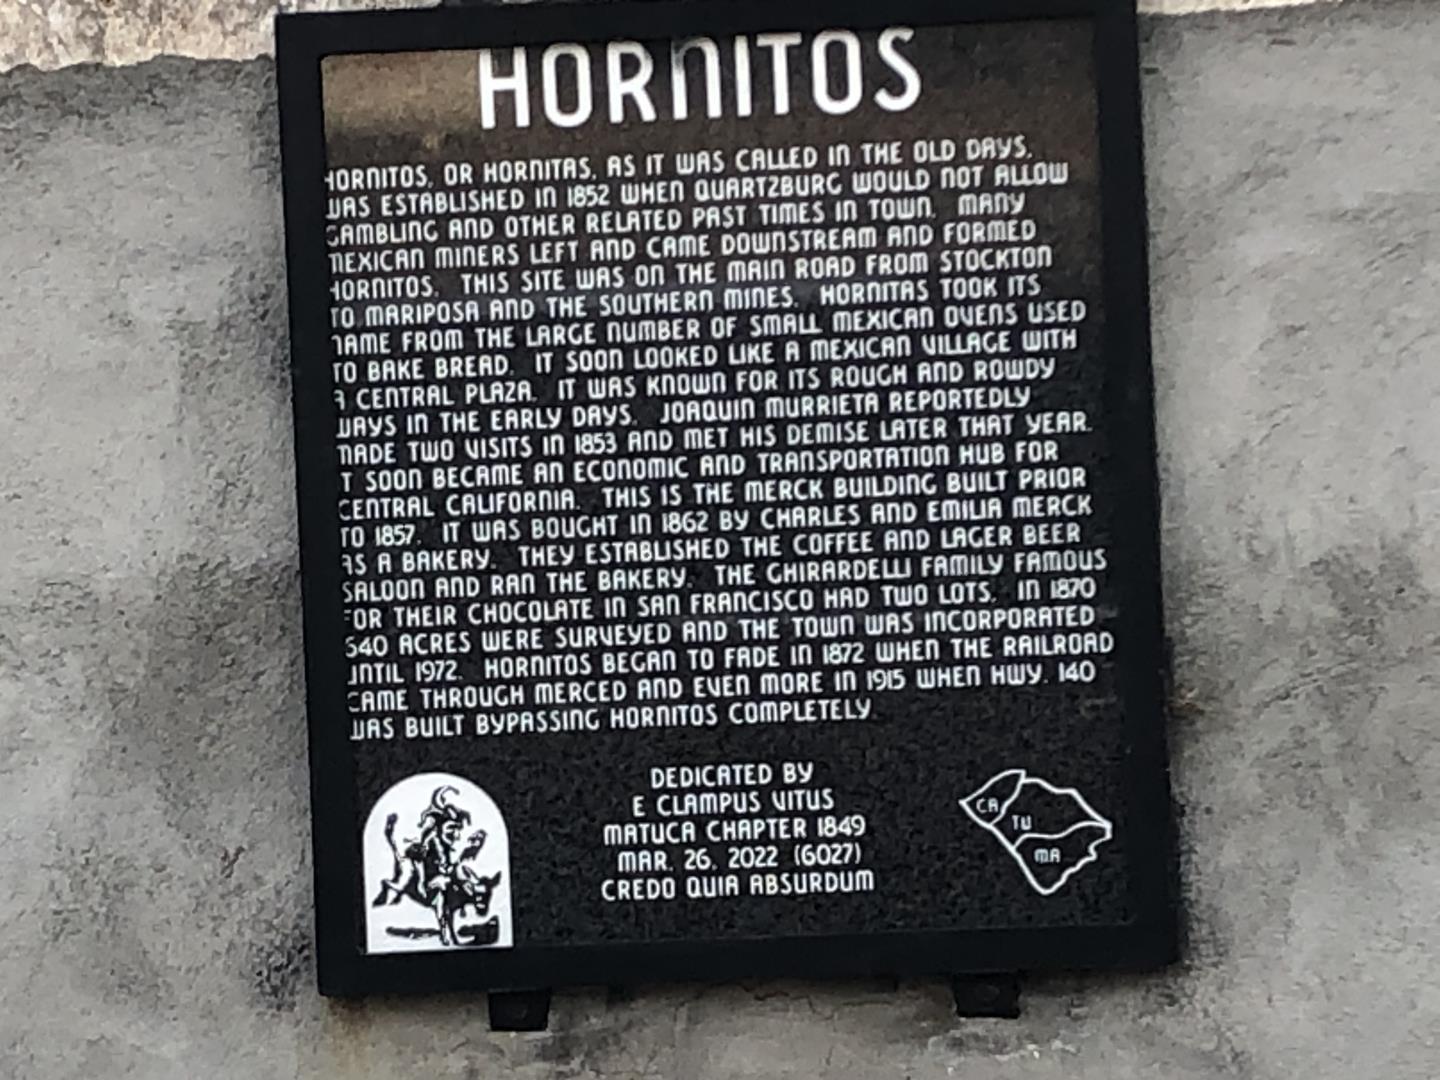 HORNITOS
HORNITOS, OR HORNITAS, AS IT WAS CALLED IN THE OLD DAYS,
WAS ESTABLISHED IN 1852 WHEN QUARTZBURG WOULD NOT ALLOW
GAMBLING AND OTHER RELATED PAST TIMES IN TOWN. MANY
MEXICAN MINERS LEFT AND CAME DOWNSTREAM AND FORMED
HORNITOS. THIS SITE WAS ON THE MAIN ROAD FROM STOCKTON
TO MARIPOSA AND THE SOUTHERN MINES. HORNITAS TOOK ITS
NAME FROM THE LARGE NUMBER OF SMALL MEXICAN OVENS USED
TO BAKE BREAD. IT SOON LOOKED LIKE A MEXICAN VILLAGE WITH
A CENTRAL PLAZA. IT WAS KNOWN FOR ITS ROUGH AND ROWDY
WAYS IN THE EARLY DAYS. JOAQUIN MURRIETA REPORTEDLY
MADE TWO VISITS IN 1853 AND MET HIS DEMISE LATER THAT YEAR.
IT SOON BECAME AN ECONOMIC AND TRANSPORTATION HUB FOR
CENTRAL CALIFORNIA. THIS IS THE MERCK BUILDING BUILT PRIOR
TO 1857. IT WAS BOUGHT IN 1862 BY CHARLES AND EMILIA MERCK
AS A BAKERY. THEY ESTABLISHED THE COFFEE AND LAGER BEER
SALOON AND RAN THE BAKERY. THE GHIRARDELLI FAMILY FAMOUS
FOR THEIR CHOCOLATE IN SAN FRANCISCO HAD TWO LOTS. IN 1870
640 ACRES WERE SURVEYED AND THE TOWN WAS INCORPORATED
UNTIL 1972. HORNITOS BEGAN TO FADE IN 1872 WHEN THE RAILROAD
CAME THROUGH MERCED AND EVEN MORE IN 1915 WHEN HWY. 140
WAS BUILT BYPASSING HORNITOS COMPLETELY.
DEDICATED BY
E CLAMPUS VITUS
MATUCA CHAPTER 1849
MAR. 26, 2022 (6027)
CREDO QUIA ABSURDUM
CA
TU
MA